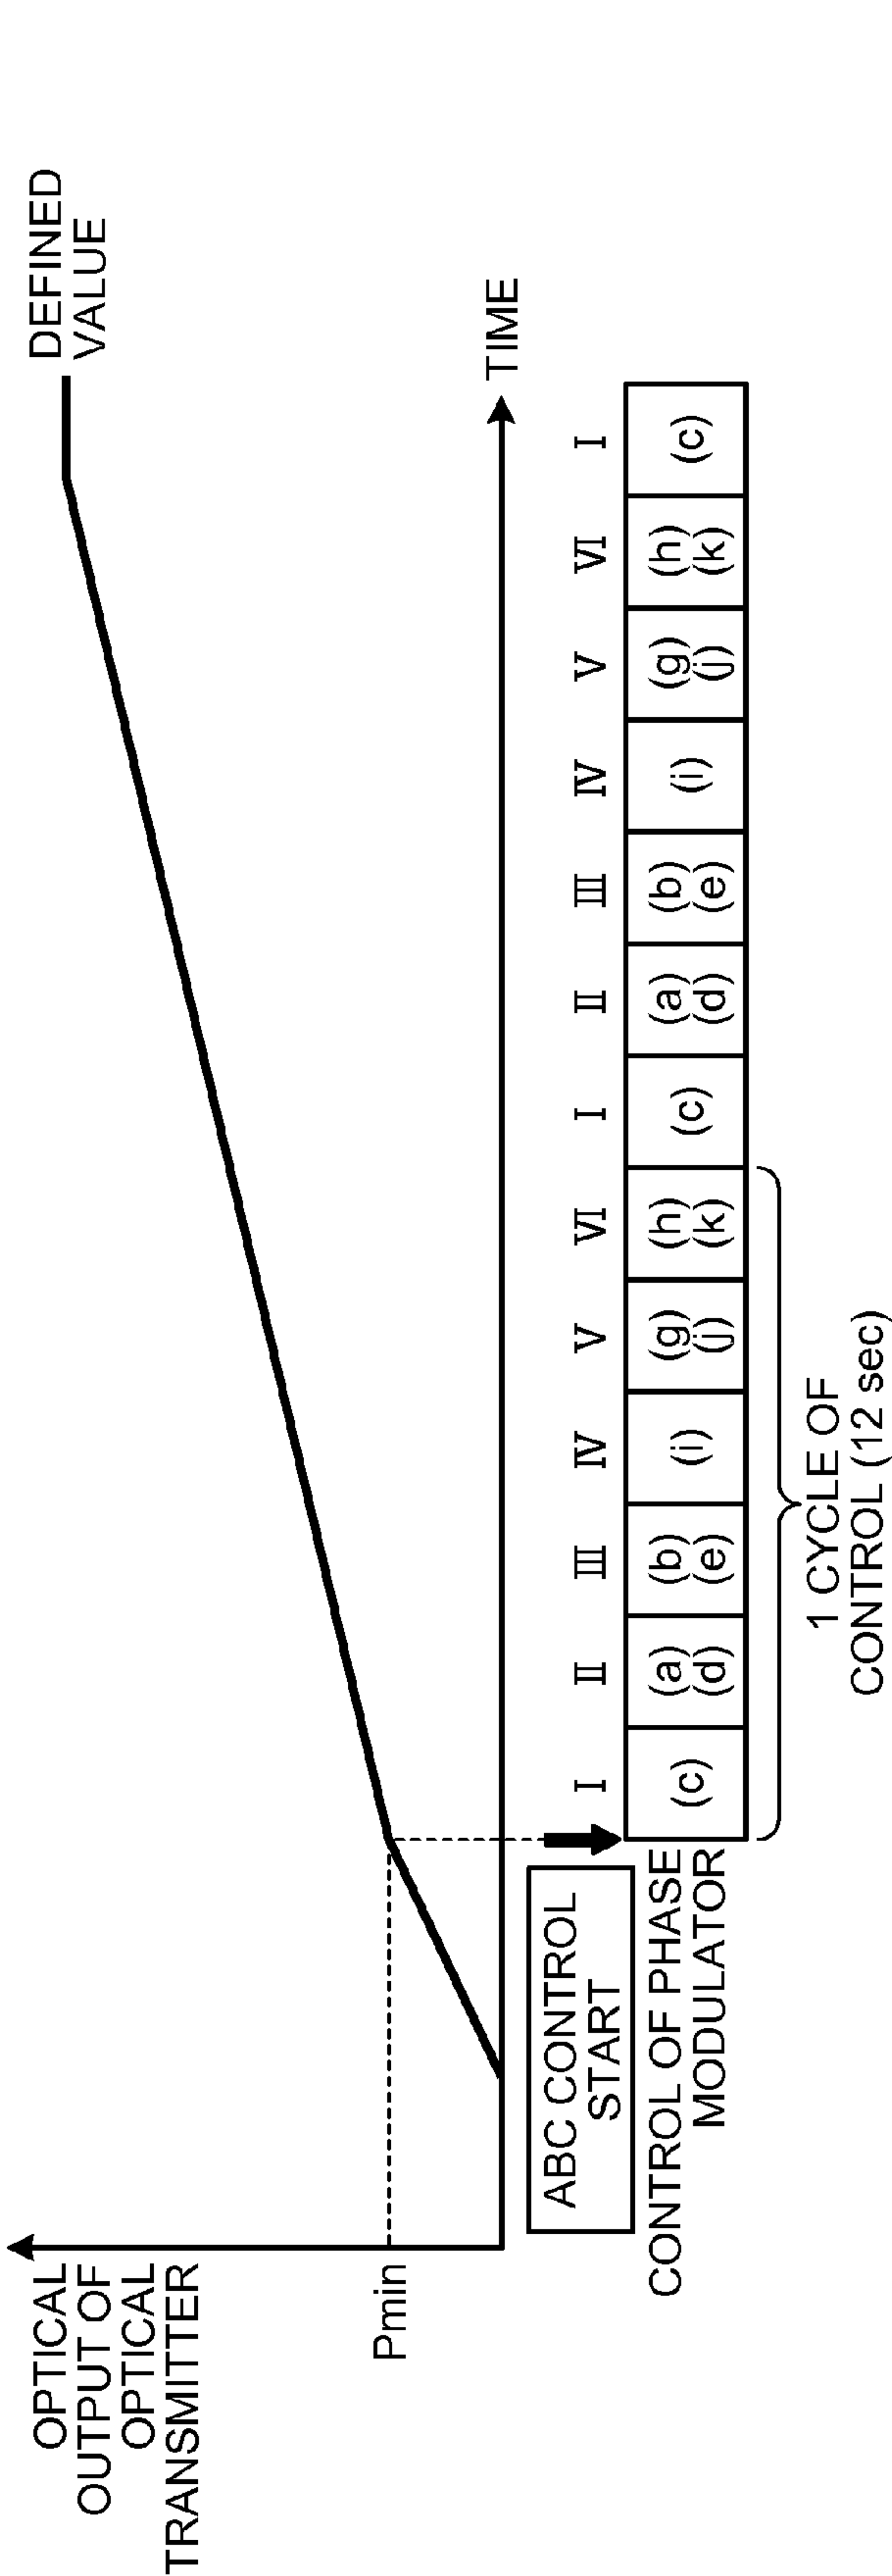 OPTICAL
OUTPUT OF
OPTICAL
TRANSMITTER
DEFINED
VALUE
Pmin
TIME
ABC CONTROL
START
I II III IV V VI I II III IV V VI I
CONTROL OF PHASE
MODULATOR
(c) (a) (b) (i) (g) (h) (c) (a) (b) (i) (g) (h) (c)
(d) (e) (j) (k) (d) (e) (j) (k)
1 CYCLE OF
CONTROL (12 sec)